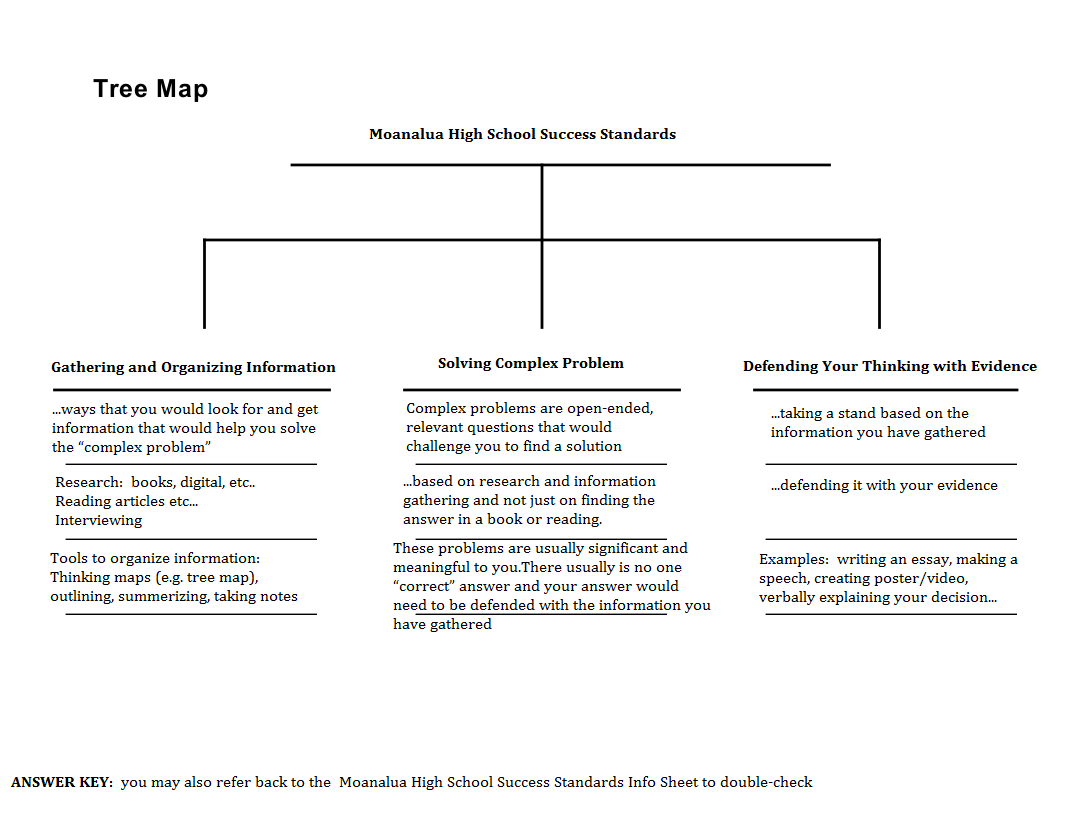 Tree Map
Moanalua High School Success Standards
Gathering and Organizing Information
…ways that you would look for and get
information that would help you solve
the “complex problem”
Research:  books, digital, etc..
Reading articles etc…
Interviewing
Tools to organize information:
Thinking maps (e.g. tree map),
outlining, summerizing, taking notes
Solving Complex Problem
Complex problems are open-ended,
relevant questions that would
challenge you to find a solution
…based on research and information
gathering and not just on finding the
answer in a book or reading.
These problems are usually significant and
meaningful to you.There usually is no one
“correct” answer and your answer would
need to be defended with the information you
have gathered
Defending Your Thinking with Evidence
…taking a stand based on the
information you have gathered
…defending it with your evidence
Examples:  writing an essay, making a
speech, creating poster/video,
verbally explaining your decision…
ANSWER KEY:  you may also refer back to the  Moanalua High School Success Standards Info Sheet to double-check